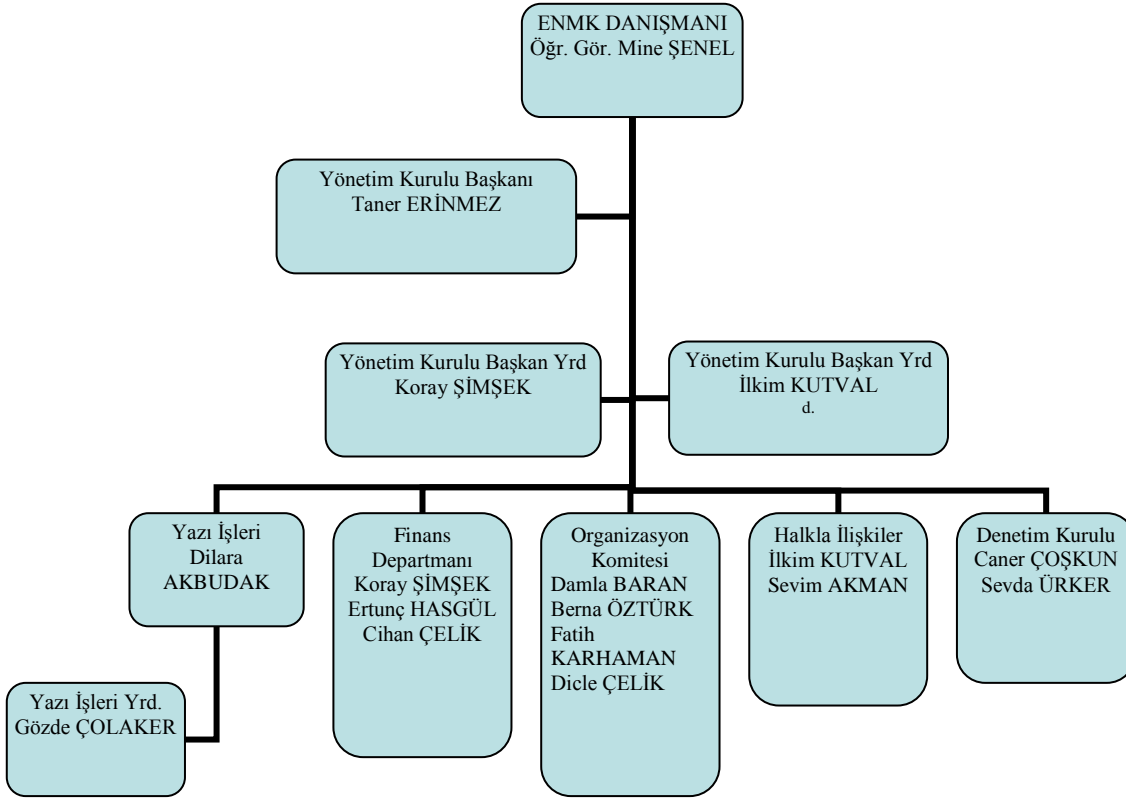 ENMK DANIŞMANI
Öğr. Gör. Mine ŞENEL
Yönetim Kurulu Başkanı
Taner ERİNMEZ
Yönetim Kurulu Başkan Yrd
Koray ŞİMŞEK
Yönetim Kurulu Başkan Yrd
İlkim KUTVAL
d.
Yazı İşleri
Dilara
AKBUDAK
Finans
Departmanı
Koray ŞİMŞEK
Ertunç HASGÜL
Cihan ÇELİK
Organizasyon
Komitesi
Damla BARAN
Berna ÖZTÜRK
Fatih
KARHAMAN
Dicle ÇELİK
Halkla İlişkiler
İlkim KUTVAL
Sevim AKMAN
Denetim Kurulu
Caner ÇOŞKUN
Sevda ÜRKER
Yazı İşleri Yrd.
Gözde ÇOLAKER